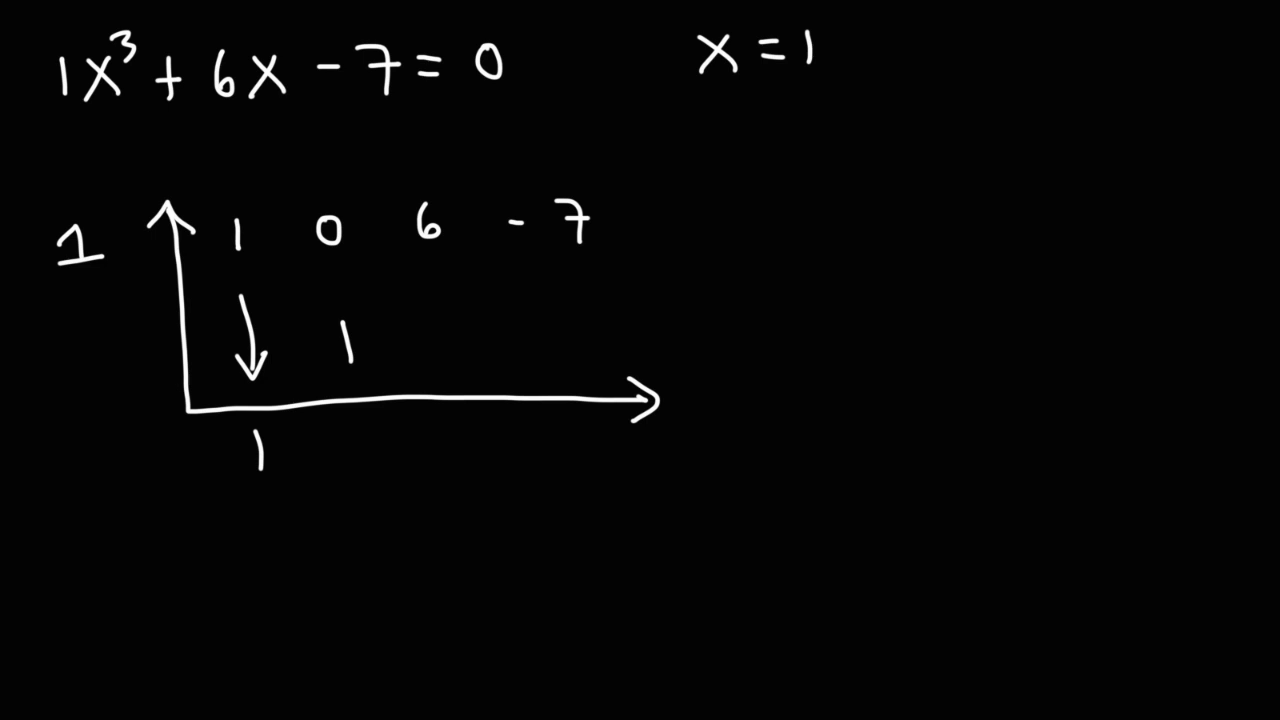 1x³ + 6x - 7 = 0 x = 1
1 1 0 6 -7
1
1